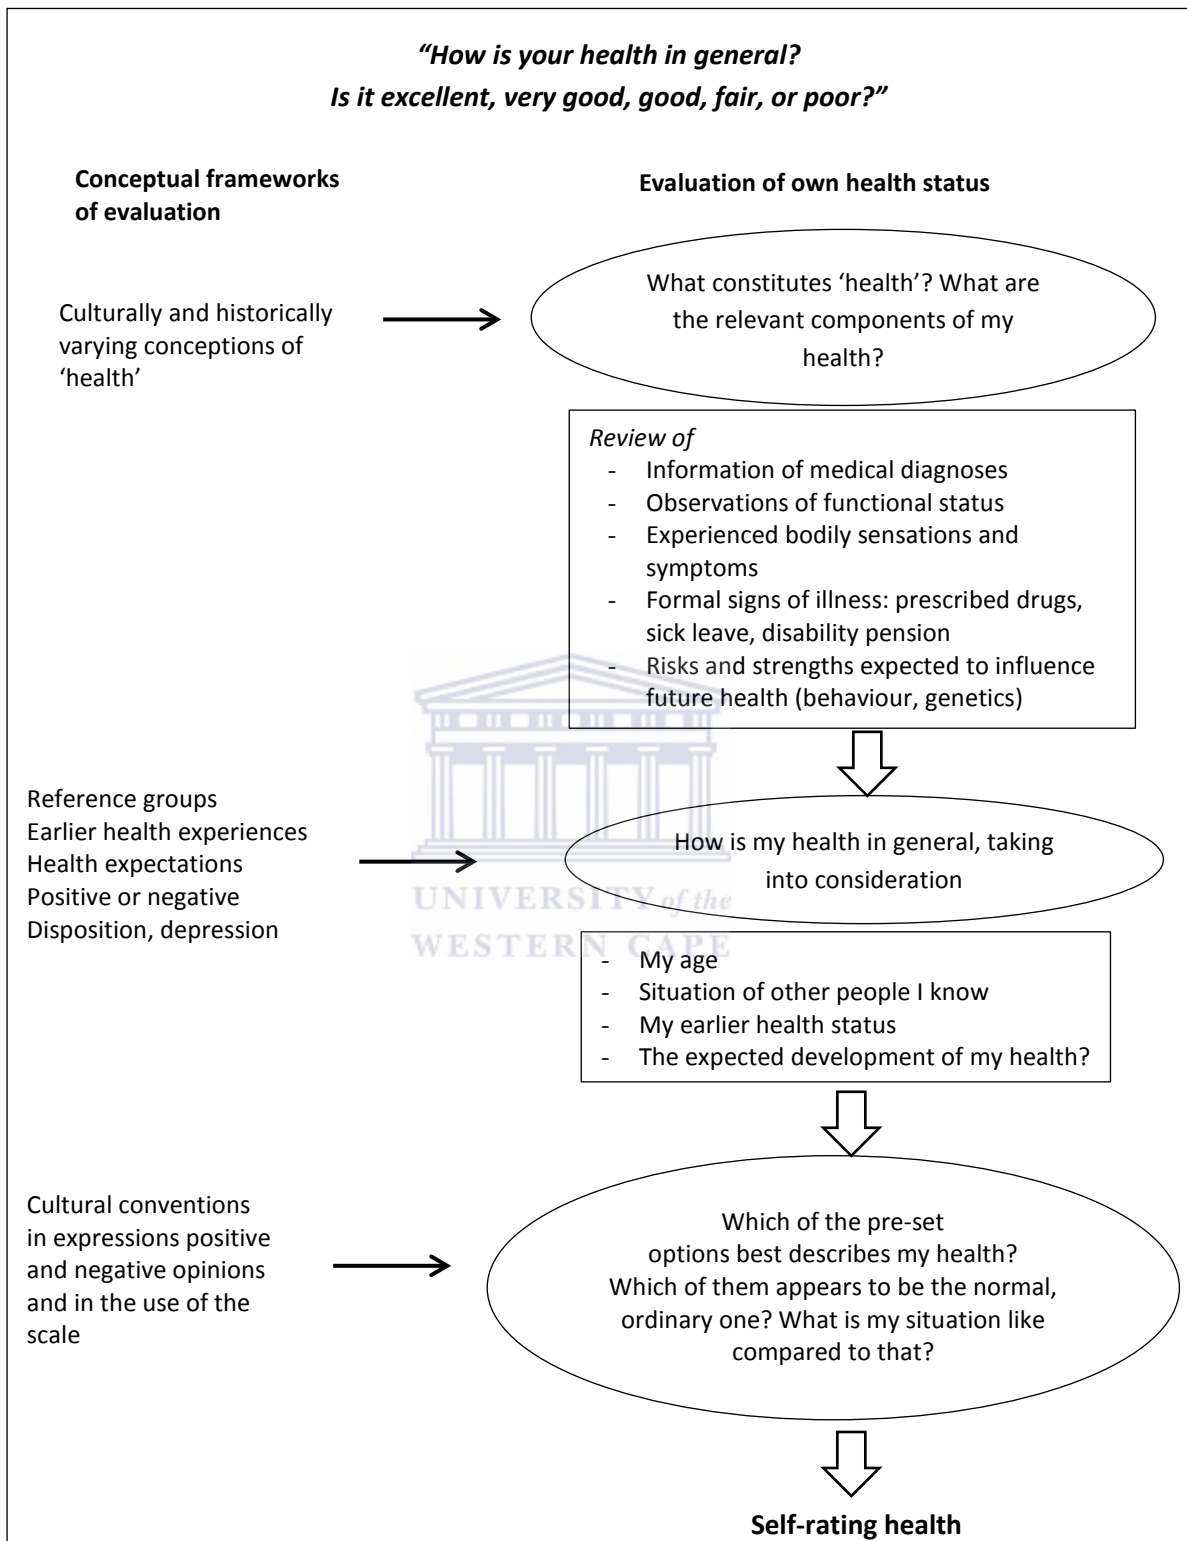 “How is your health in general?
Is it excellent, very good, good, fair, or poor?”
Conceptual frameworks
of evaluation
Evaluation of own health status
Culturally and historically
varying conceptions of
‘health’
What constitutes ‘health’? What are
the relevant components of my
health?
Review of
- Information of medical diagnoses
- Observations of functional status
- Experienced bodily sensations and
symptoms
- Formal signs of illness: prescribed drugs,
sick leave, disability pension
- Risks and strengths expected to influence
future health (behaviour, genetics)
Reference groups
Earlier health experiences
Health expectations
Positive or negative
Disposition, depression
How is my health in general, taking
into consideration
UNIVERSITY of the
WESTERN CAPE
- My age
- Situation of other people I know
- My earlier health status
- The expected development of my health?
Cultural conventions
in expressions positive
and negative opinions
and in the use of the
scale
Which of the pre-set
options best describes my health?
Which of them appears to be the normal,
ordinary one? What is my situation like
compared to that?
Self-rating health